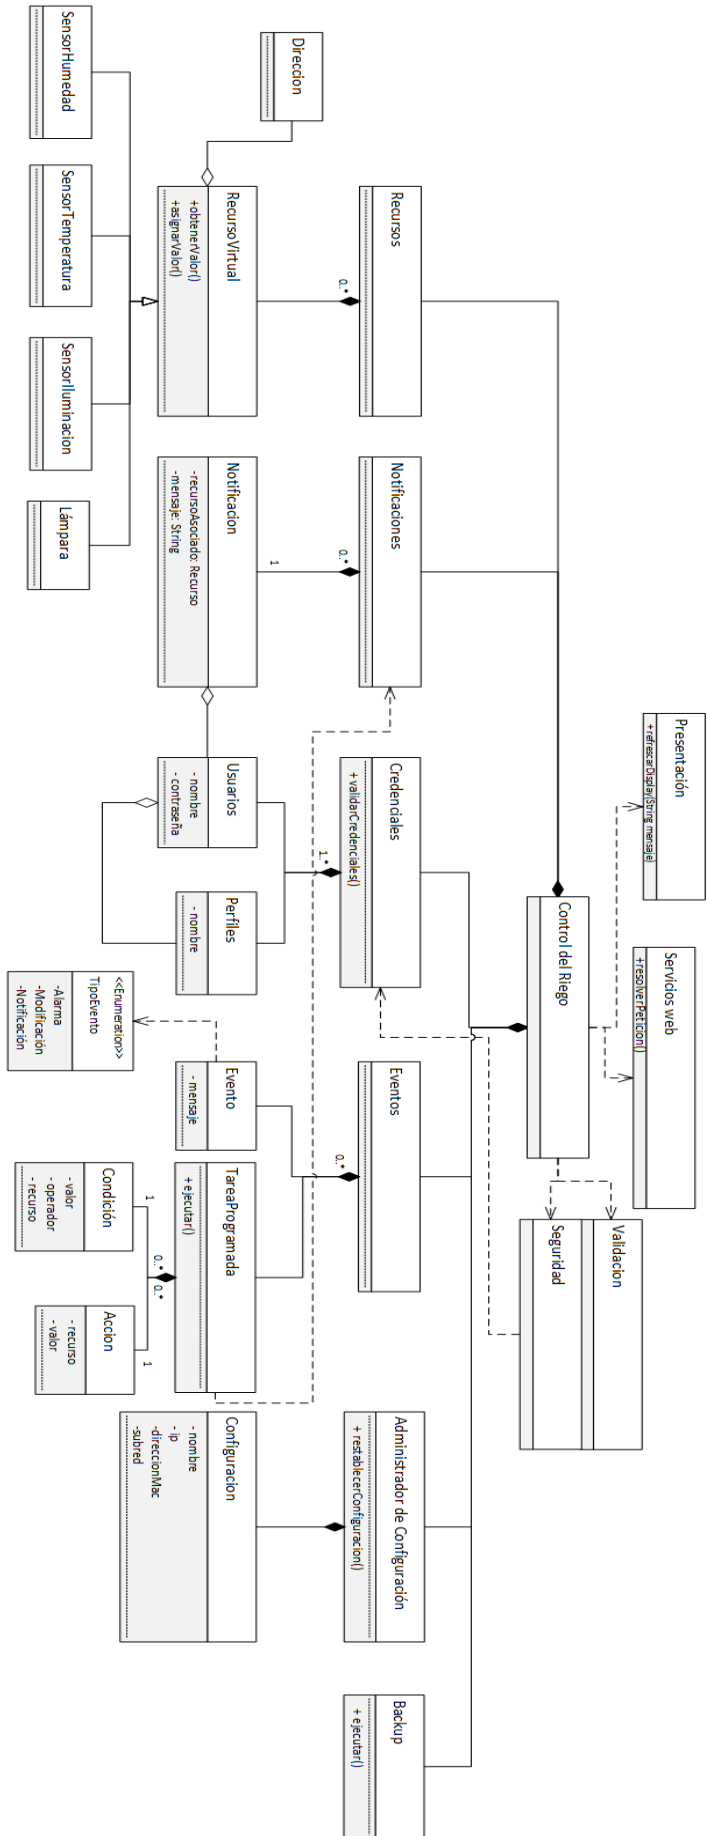 Presentación
+ refrescarDisplay(String mensaje)
Servicios web
+resolverPeticion()
Control del Riego
Validacion
Seguridad
Recursos
Notificaciones
Credenciales
+ validarCredenciales()
Eventos
Administrador de Configuración
+ restablecerConfiguracion()
Backup
+ ejecutar()
0..*
0..*
1..*
0..*
Direccion
RecursoVirtual
+obtenerValor()
+asignarValor()
Notificacion
-recursoAsociado: Recurso
-mensaje: String
1
Usuarios
- nombre
- contraseña
Perfiles
- nombre
Evento
- mensaje
TareaProgramada
+ ejecutar()
Configuracion
- nombre
- ip
-direccionMac
-subred
0..*
0..*
SensorHumedad
SensorTemperatura
SensorIluminacion
Lámpara
<<Enumeration>>
TipoEvento
-Alarma
-Modificación
-Notificación
1
Condición
- valor
- operador
- recurso
1
Accion
- recurso
- valor